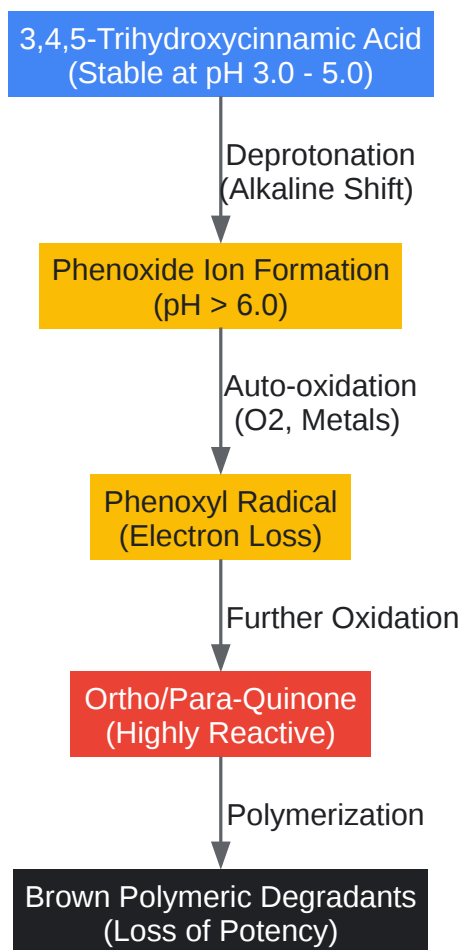 3,4,5-Trihydroxycinnamic Acid
(Stable at pH 3.0 - 5.0)
Deprotonation
(Alkaline Shift)
Phenoxide Ion Formation
(pH > 6.0)
Auto-oxidation
(O2, Metals)
Phenoxyl Radical
(Electron Loss)
Further Oxidation
Ortho/Para-Quinone
(Highly Reactive)
Polymerization
Brown Polymeric Degradants
(Loss of Potency)